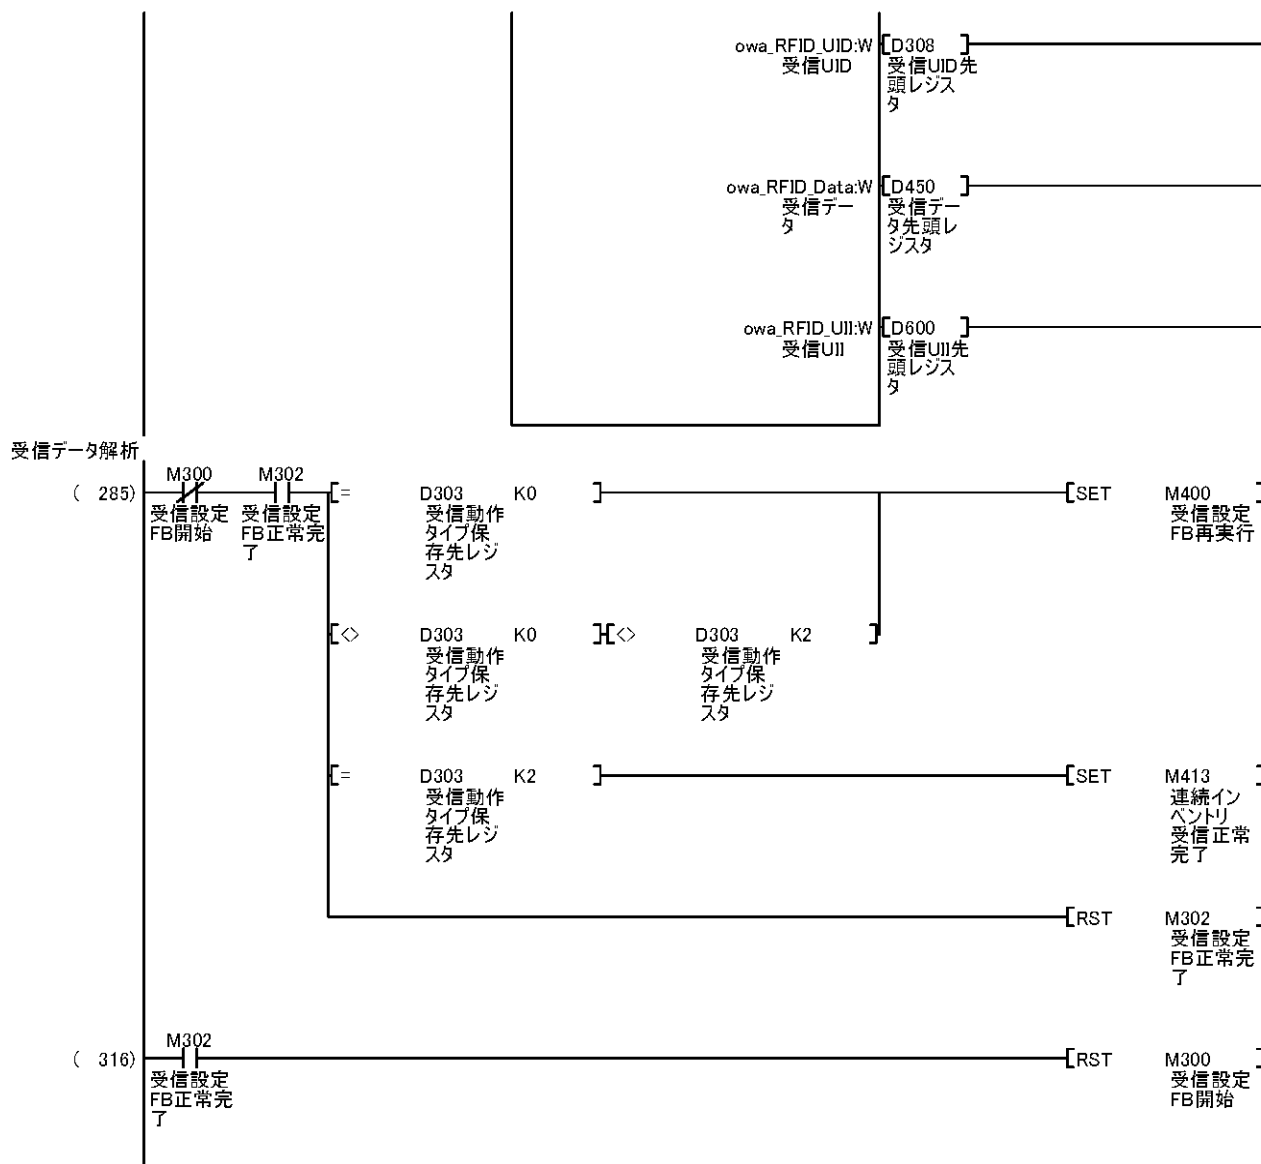 owa_RFID_UID:W [D308 ]
受信UID
受信UID先
頭レジス
タ
owa_RFID_Data:W [D450 ]
受信デー
タ
受信デー
タ先頭レ
ジスタ
owa_RFID_UII:W [D600 ]
受信UII
受信UII先
頭レジス
タ
受信データ解析
M300 M302
( 285) [= D303 K0 ] [SET M400 ]
受信設定
FB開始
受信設定
FB正常完
了
受信動作
タイプ保
存先レジ
スタ
受信設定
FB再実行
[<> D303 K0 ] [<> D303 K2 ]
受信動作
タイプ保
存先レジ
スタ
受信動作
タイプ保
存先レジ
スタ
[= D303 K2 ] [SET M413 ]
受信動作
タイプ保
存先レジ
スタ
連続イン
ベントリ
受信正常
完了
[RST M302 ]
受信設定
FB正常完
了
M302
( 316) [RST M300 ]
受信設定
FB正常完
了
受信設定
FB開始